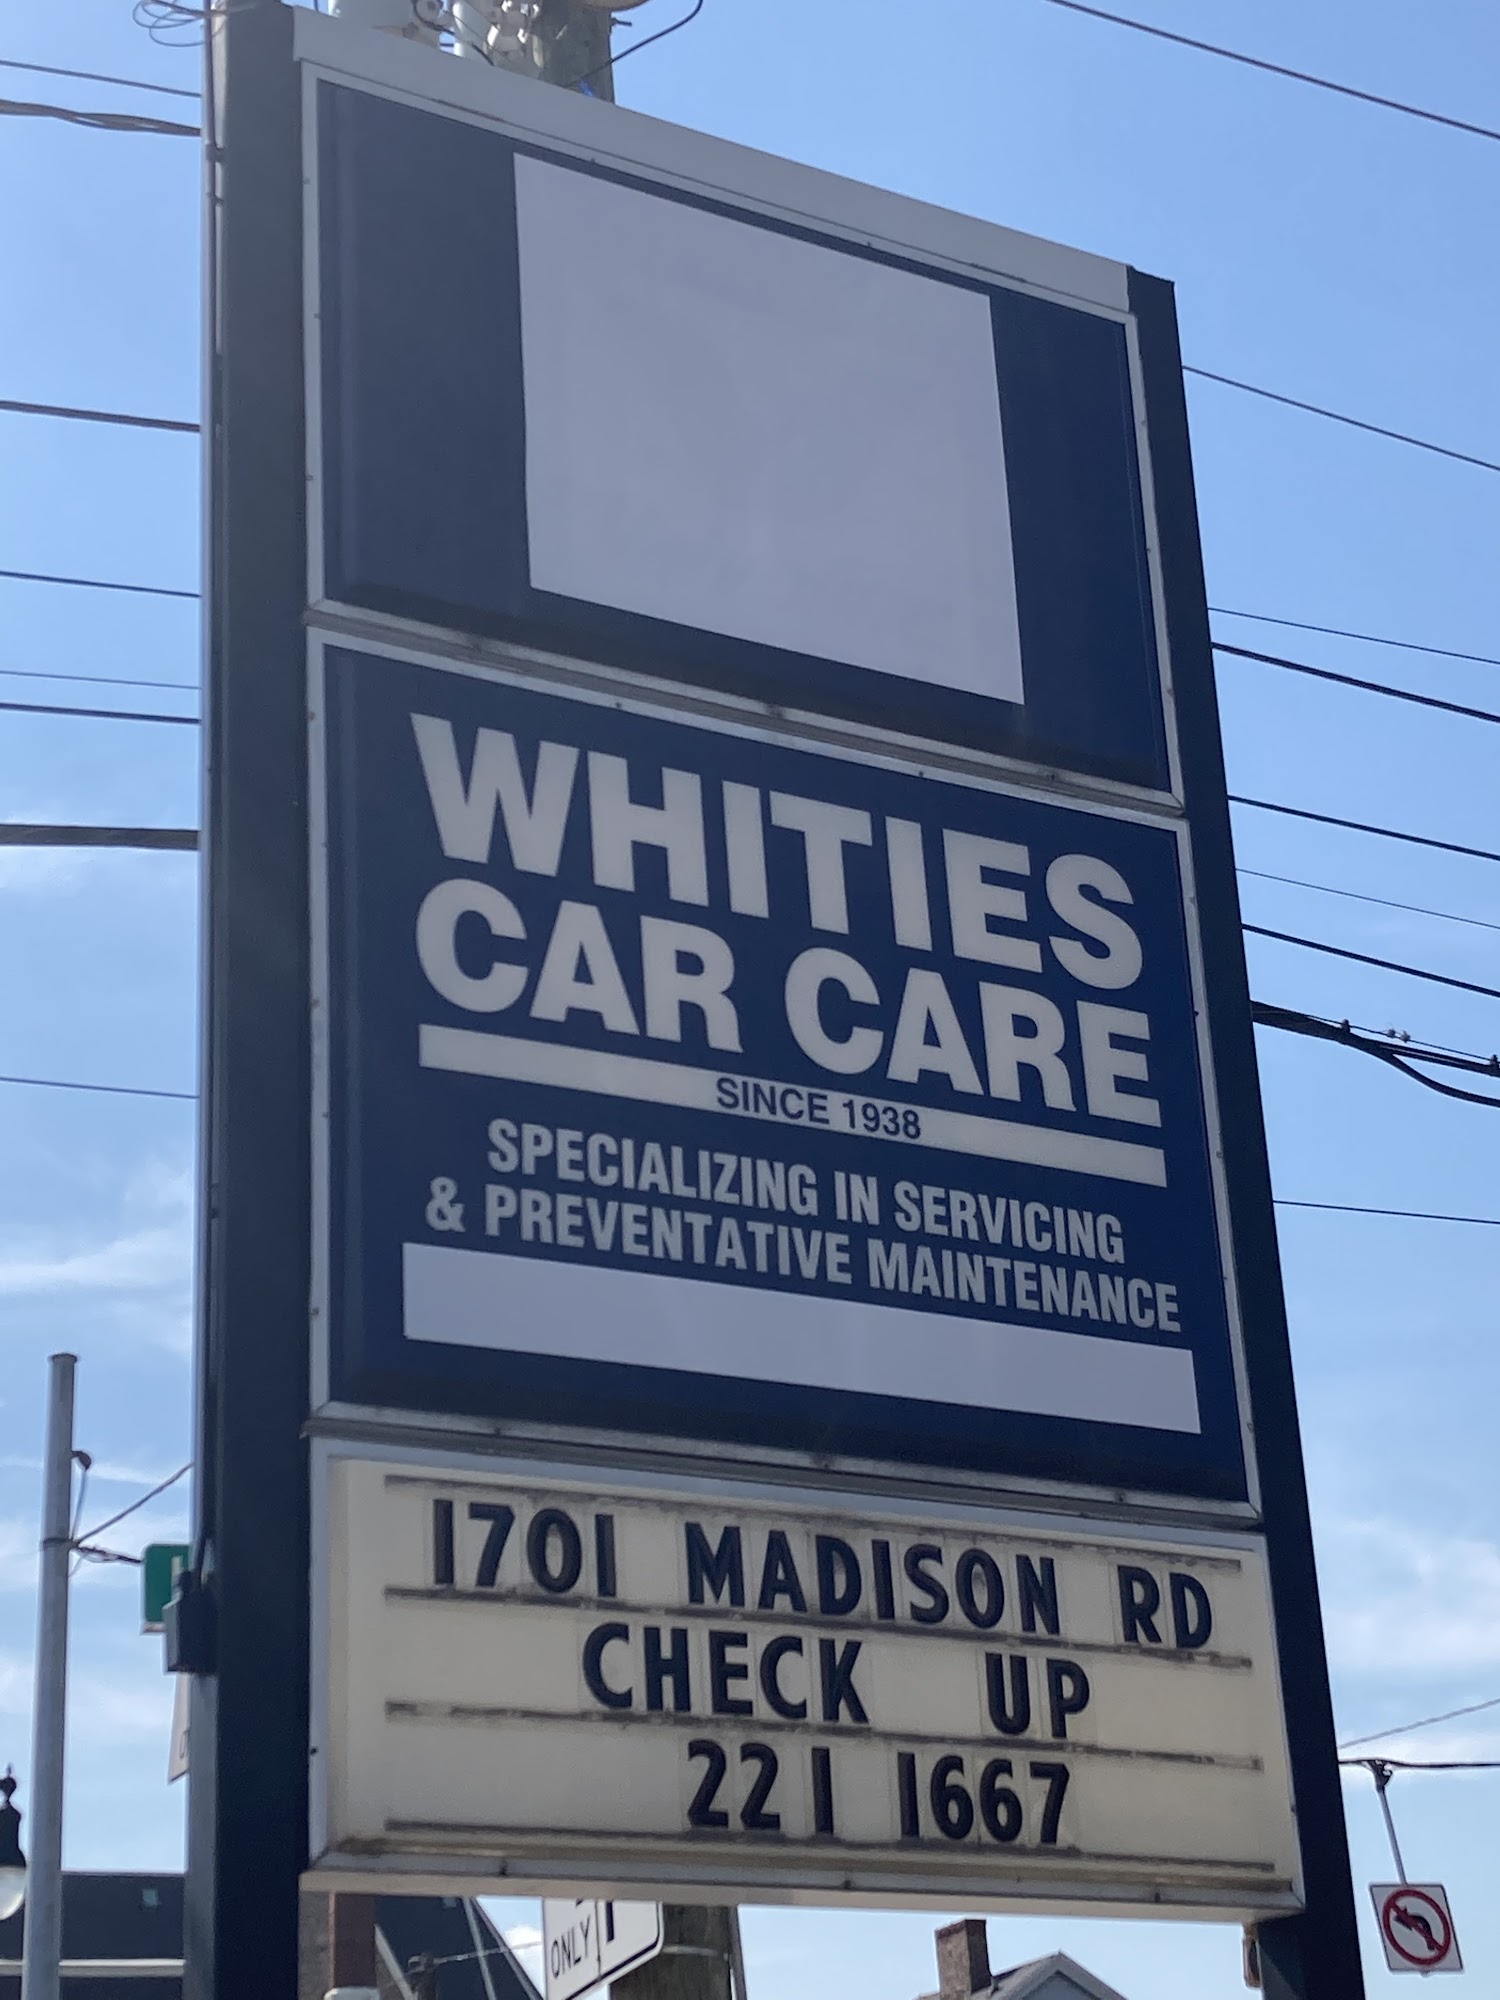 WHITIES
CAR CARE
SINCE 1938
SPECIALIZING IN SERVICING
& PREVENTATIVE MAINTENANCE
1701 MADISON RD
CHECK UP
221 1667
ONLY